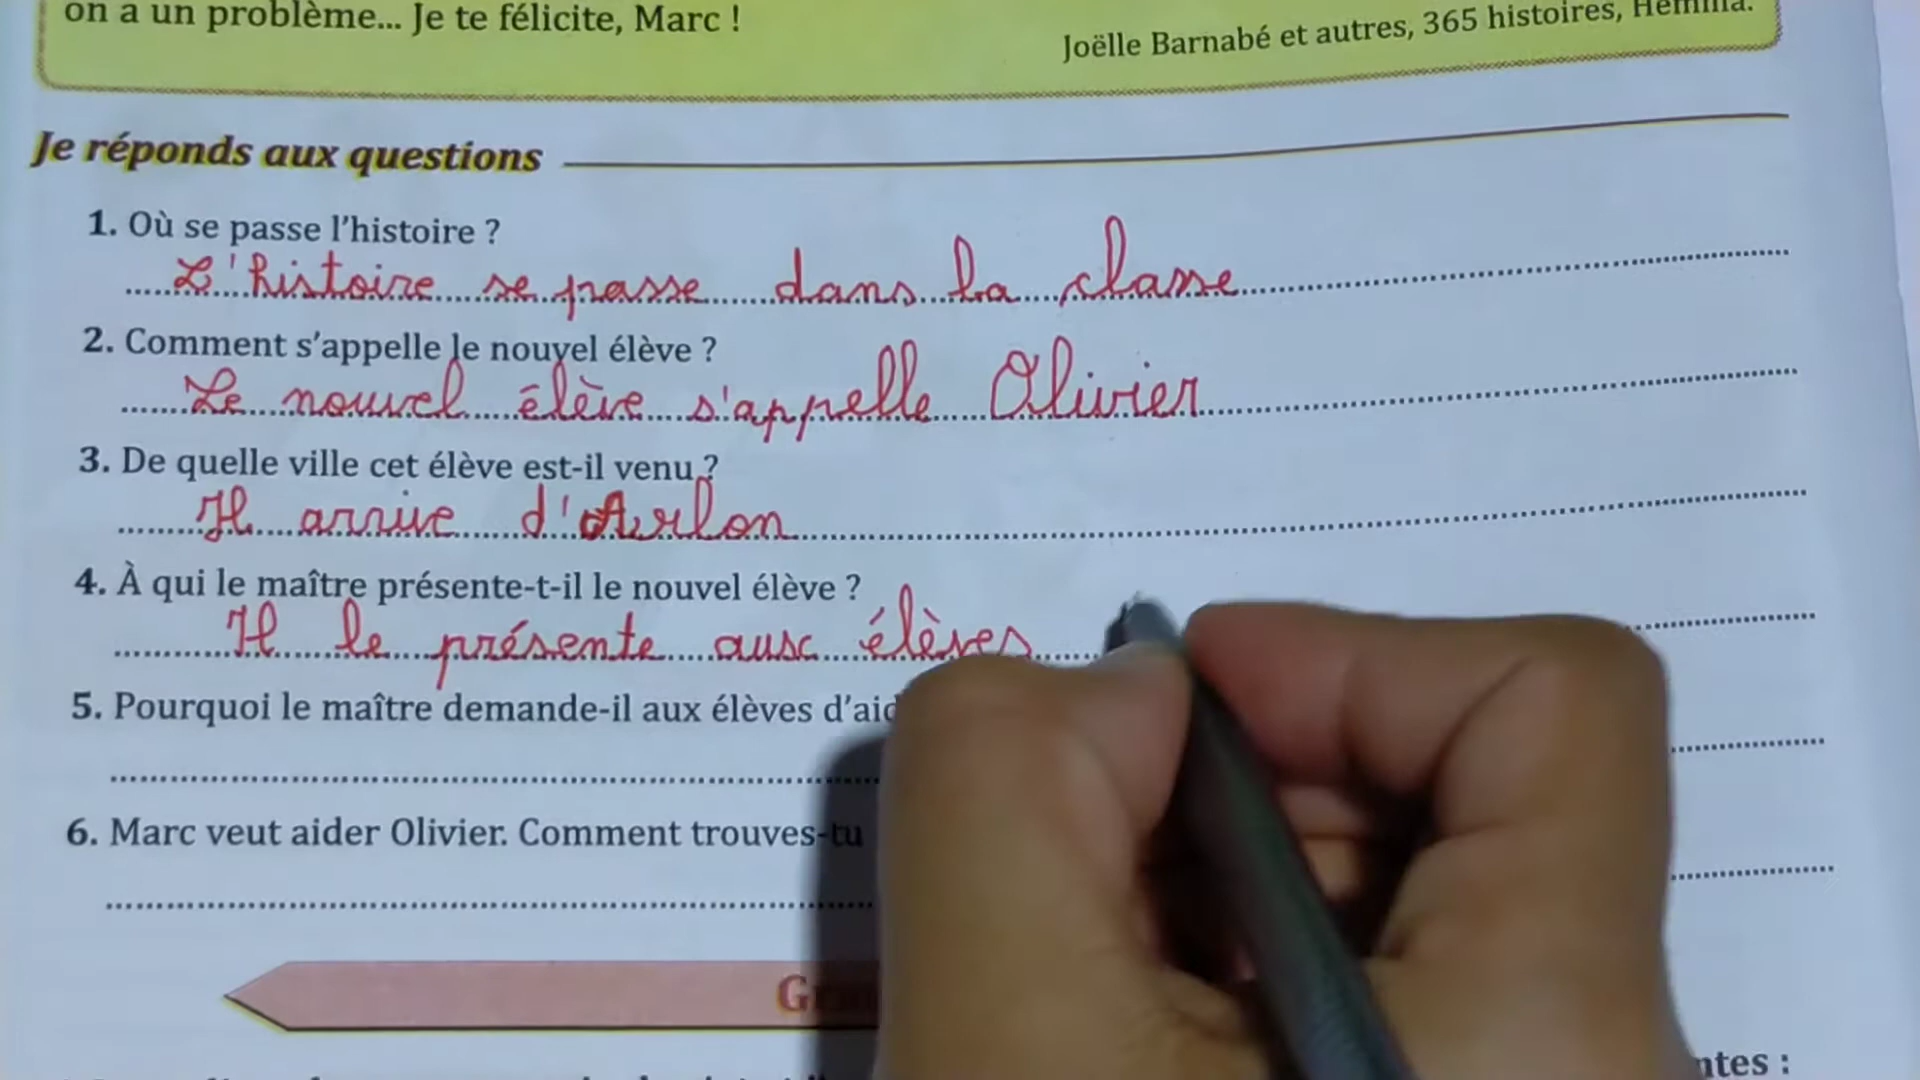 on a un problème... Je te félicite, Marc !
Joëlle Barnabé et autres, 365 histoires, Hemma.
Je réponds aux questions
1. Où se passe l'histoire ?
L'histoire se passe dans la classe
2. Comment s'appelle le nouvel élève ?
Le nouvel élève s'appelle Olivier
3. De quelle ville cet élève est-il venu ?
Il arrive d'Arlon
4. À qui le maître présente-t-il le nouvel élève ?
Il le présente aux élèves
5. Pourquoi le maître demande-il aux élèves
6. Marc veut aider Olivier. Comment trouves-tu